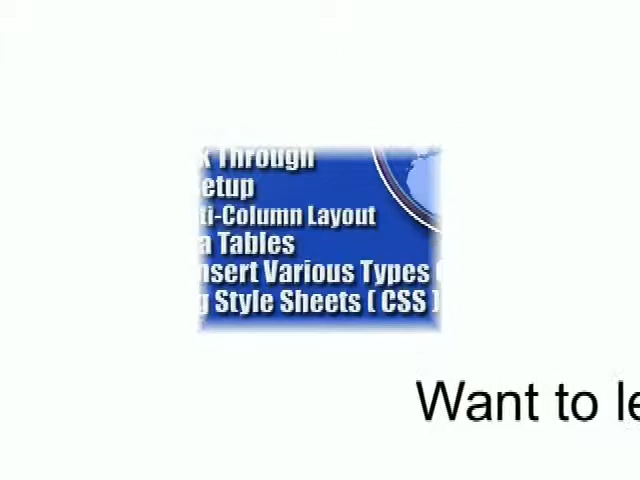 k Through
etup
ti-Column Layout
a Tables
nsert Various Types
g Style Sheets ( CSS )
Want to le